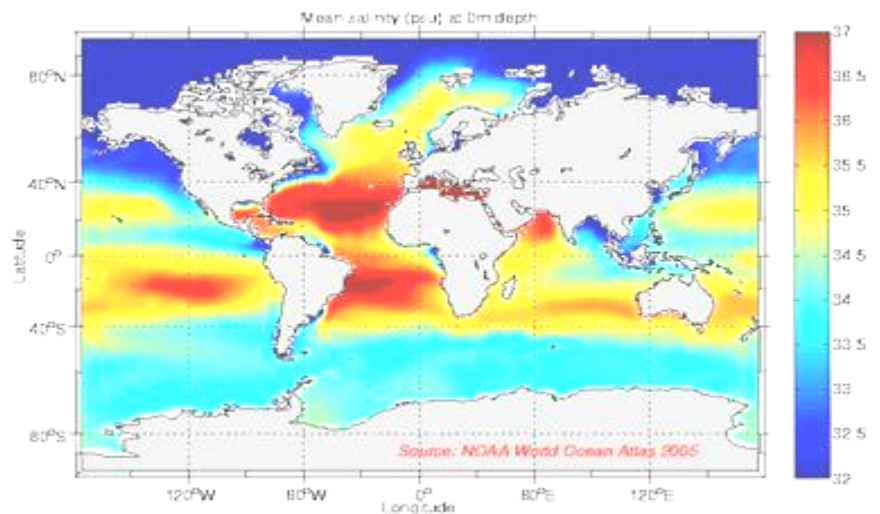 Mean salinity (psu) at 0m depth
37
36.5
36
35.5
35
34.5
34
33.5
33
32.5
32
80°N
40°N
0°
40°S
80°S
Latitude
Source: NOAA World Ocean Atlas 2005
120°W
60°W
0°
60°E
120°E
Longitude